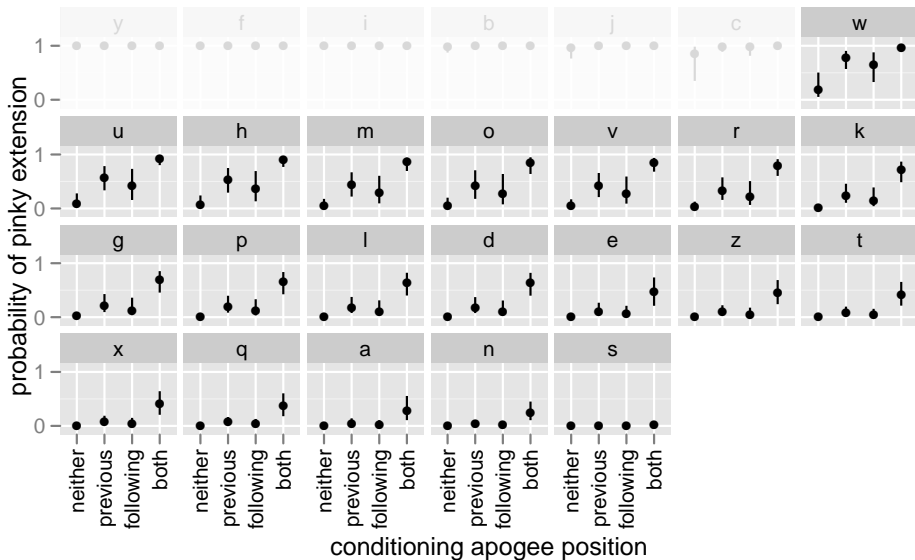 y f i b j c w
1
0
u h m o v r k
1
0
g p l d e z t
1
0
x q a n s
1
0
neither previous following both neither previous following both neither previous following both neither previous following both neither previous following both
conditioning apogee position
probability of pinky extension